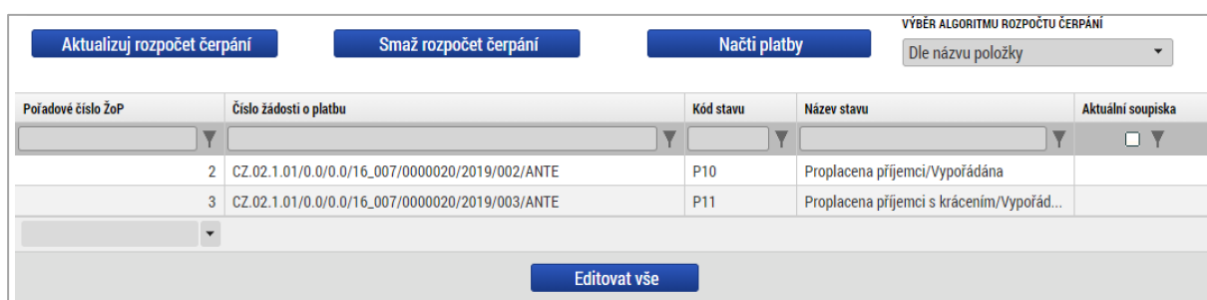 VÝBĚR ALGORITMU ROZPOČTU ČERPÁNÍ
Aktualizuj rozpočet čerpání Smaž rozpočet čerpání Načti platby Dle názvu položky
Pořadové číslo ŽoP Číslo žádosti o platbu Kód stavu Název stavu Aktuální soupiska
2 CZ.02.1.01/0.0/0.0/16_007/0000020/2019/002/ANTE P10 Proplacena příjemci/Vypořádána
3 CZ.02.1.01/0.0/0.0/16_007/0000020/2019/003/ANTE P11 Proplacena příjemci s krácením/Vypořád...
Editovat vše